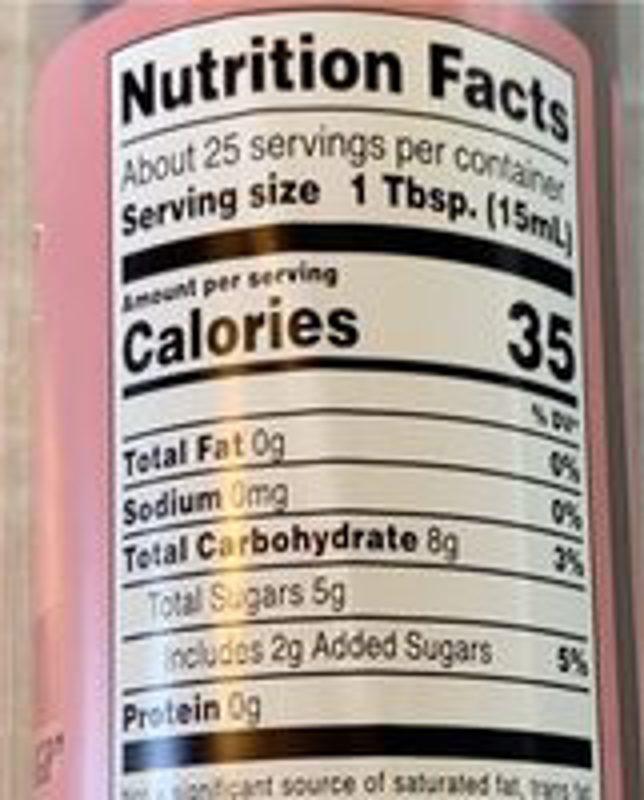 Nutrition Facts
About 25 servings per container
Serving size 1 Tbsp. (15mL)
Amount per serving
Calories 35
% DV*
Total Fat 0g 0%
Sodium 0mg 0%
Total Carbohydrate 8g 3%
Total Sugars 5g
Includes 2g Added Sugars 5%
Protein 0g
significant source of saturated fat, trans fat